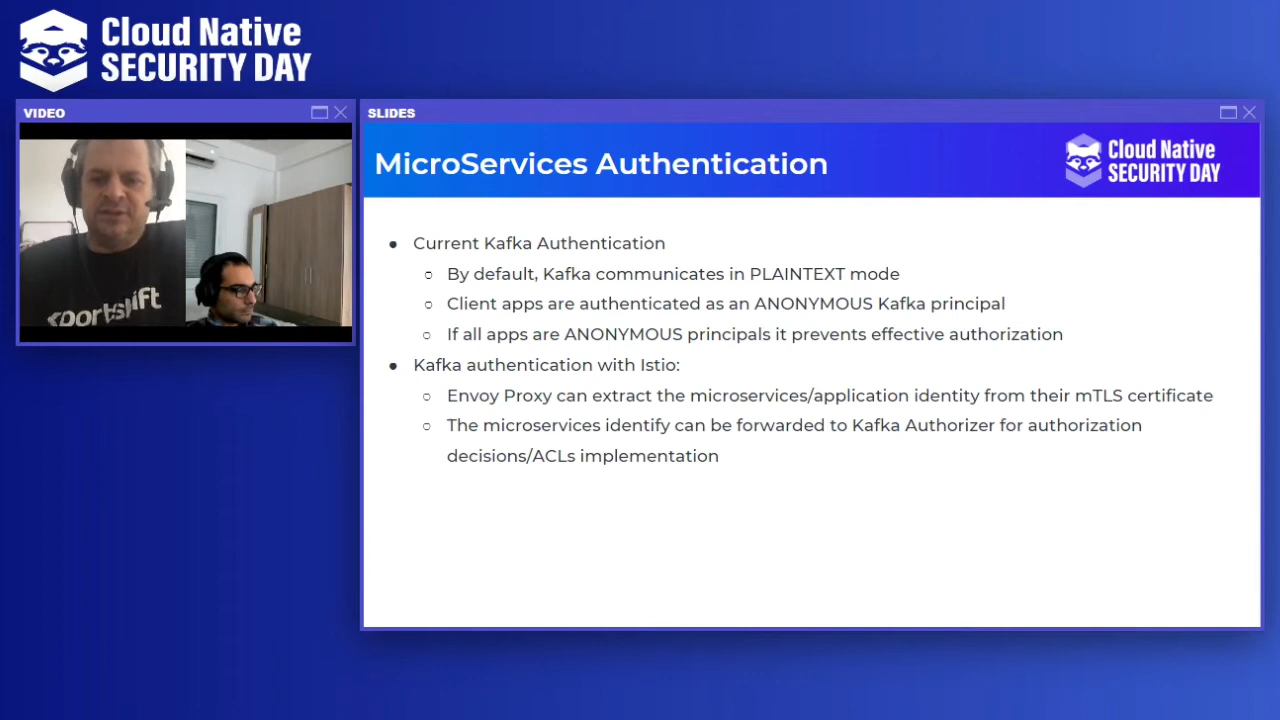 Cloud Native
SECURITY DAY
VIDEO
SLIDES
MicroServices Authentication
Cloud Native
SECURITY DAY
● Current Kafka Authentication
○ By default, Kafka communicates in PLAINTEXT mode
○ Client apps are authenticated as an ANONYMOUS Kafka principal
○ If all apps are ANONYMOUS principals it prevents effective authorization
● Kafka authentication with Istio:
○ Envoy Proxy can extract the microservices/application identity from their mTLS certificate
○ The microservices identify can be forwarded to Kafka Authorizer for authorization
decisions/ACLs implementation